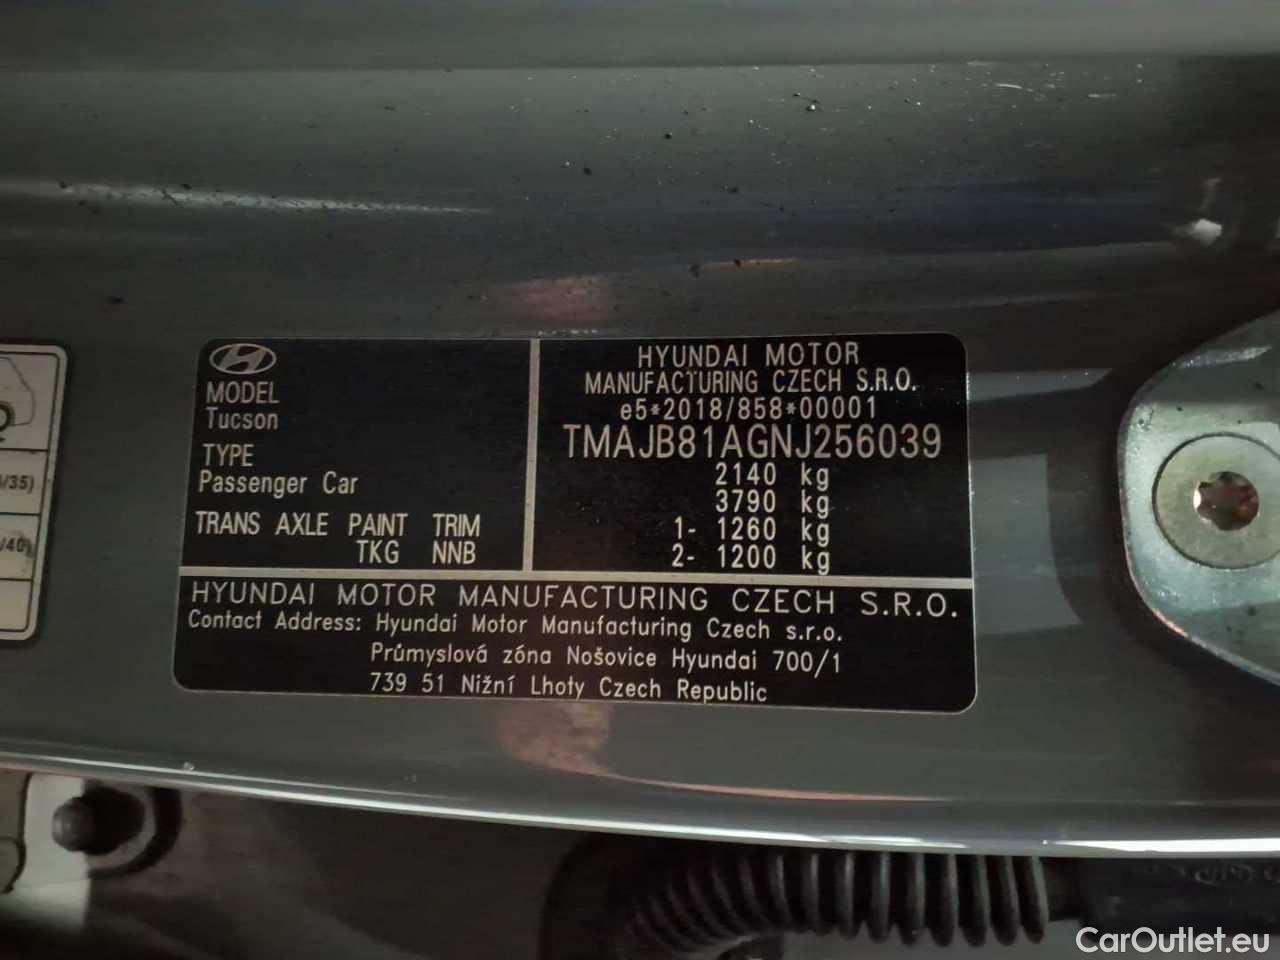 Q
/35)
/40)
MODEL
Tucson
TYPE
Passenger Car
TRANS AXLE PAINT TRIM
TKG NNB
HYUNDAI MOTOR
MANUFACTURING CZECH S.R.O.
e5*2018/858*00001
TMAJB81AGNJ256039
2140 kg
3790 kg
1- 1260 kg
2- 1200 kg
HYUNDAI MOTOR MANUFACTURING CZECH S.R.O.
Contact Address: Hyundai Motor Manufacturing Czech s.r.o.
Průmyslová zóna Nošovice Hyundai 700/1
739 51 Nižní Lhoty Czech Republic
CarOutlet.eu